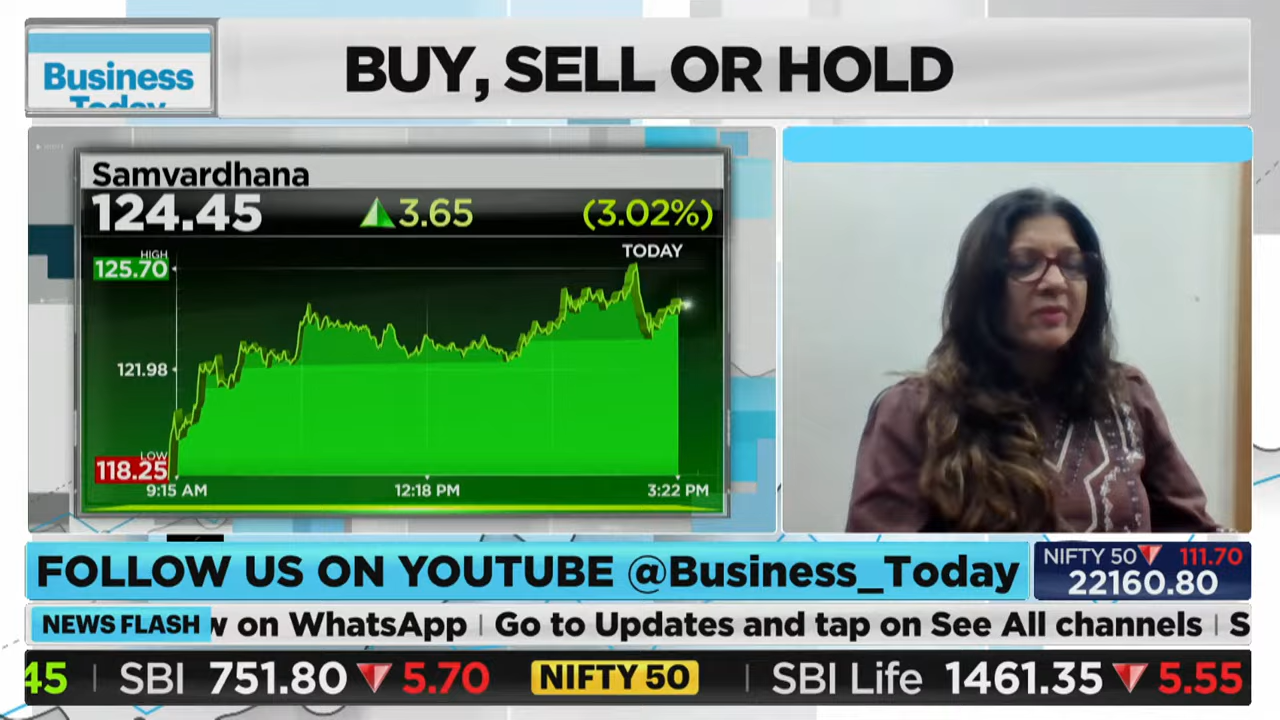 Business
Today
BUY, SELL OR HOLD
Samvardhana
124.45 ▲3.65 (3.02%)
TODAY
HIGH
125.70
121.98
LOW
118.25
9:15 AM 12:18 PM 3:22 PM
FOLLOW US ON YOUTUBE @Business_Today
NIFTY 50▼ 111.70
22160.80
NEWS FLASH w on WhatsApp | Go to Updates and tap on See All channels | S
45 | SBI 751.80 ▼ 5.70 NIFTY 50 | SBI Life 1461.35 ▼ 5.55